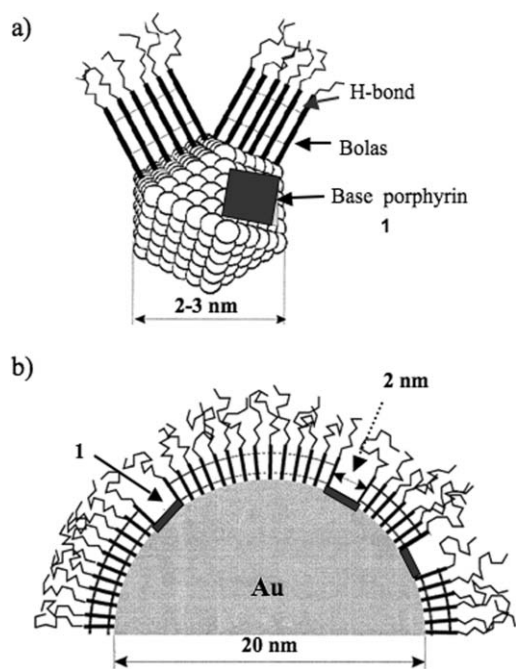 a)
H-bond
Bolas
Base porphyrin
1
2-3 nm
b)
2 nm
1
Au
20 nm